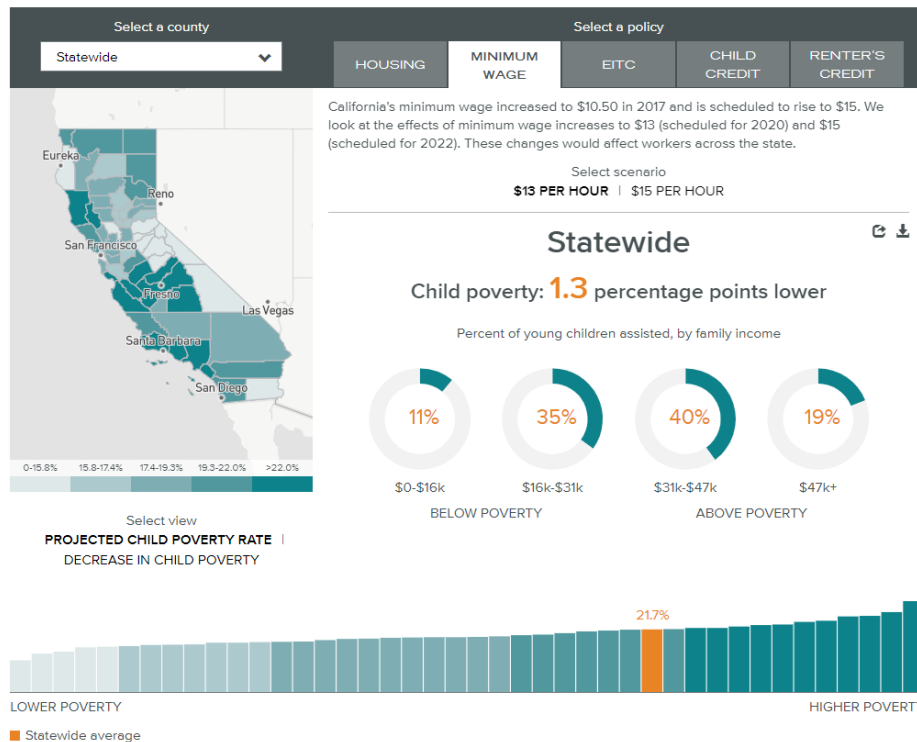 Select a county
Select a policy
Statewide
HOUSING
MINIMUM
WAGE
EITC
CHILD
CREDIT
RENTER'S
CREDIT
California's minimum wage increased to $10.50 in 2017 and is scheduled to rise to $15. We
look at the effects of minimum wage increases to $13 (scheduled for 2020) and $15
(scheduled for 2022). These changes would affect workers across the state.
Select scenario
$13 PER HOUR | $15 PER HOUR
Eureka
Reno
San Francisco
Fresno
Las Vegas
Santa Barbara
San Diego
0-15.8% 15.8-17.4% 17.4-19.3% 19.3-22.0% >22.0%
Select view
PROJECTED CHILD POVERTY RATE |
DECREASE IN CHILD POVERTY
Statewide
Child poverty: 1.3 percentage points lower
Percent of young children assisted, by family income
11% 35% 40% 19%
$0-$16k $16k-$31k $31k-$47k $47k+
BELOW POVERTY ABOVE POVERTY
21.7%
LOWER POVERTY HIGHER POVERTY
Statewide average